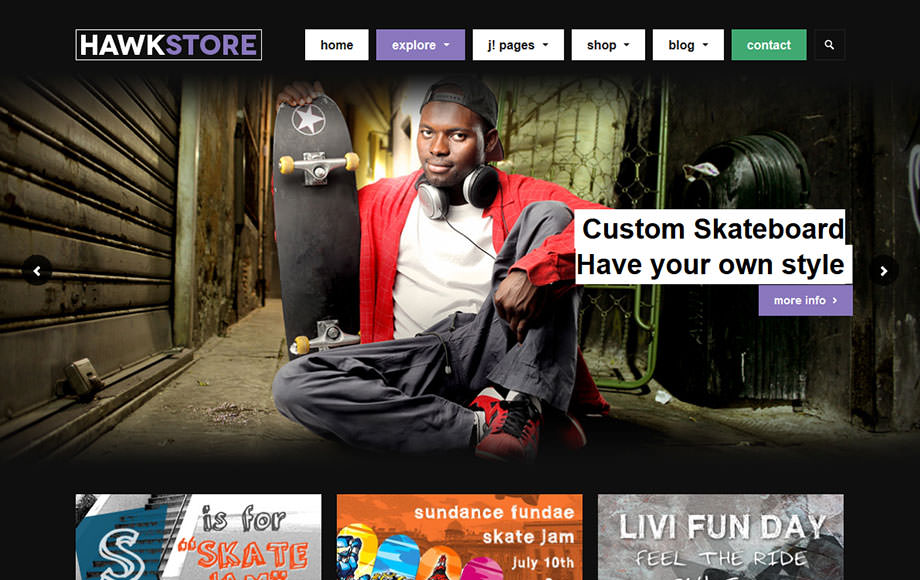 HAWKSTORE
home
explore
j! pages
shop
blog
contact
Custom Skateboard
Have your own style
more info
S
is for
"SKATE
JAM"
sundance fundae
skate jam
july 10th
LIVI FUN DAY
FEEL THE RIDE